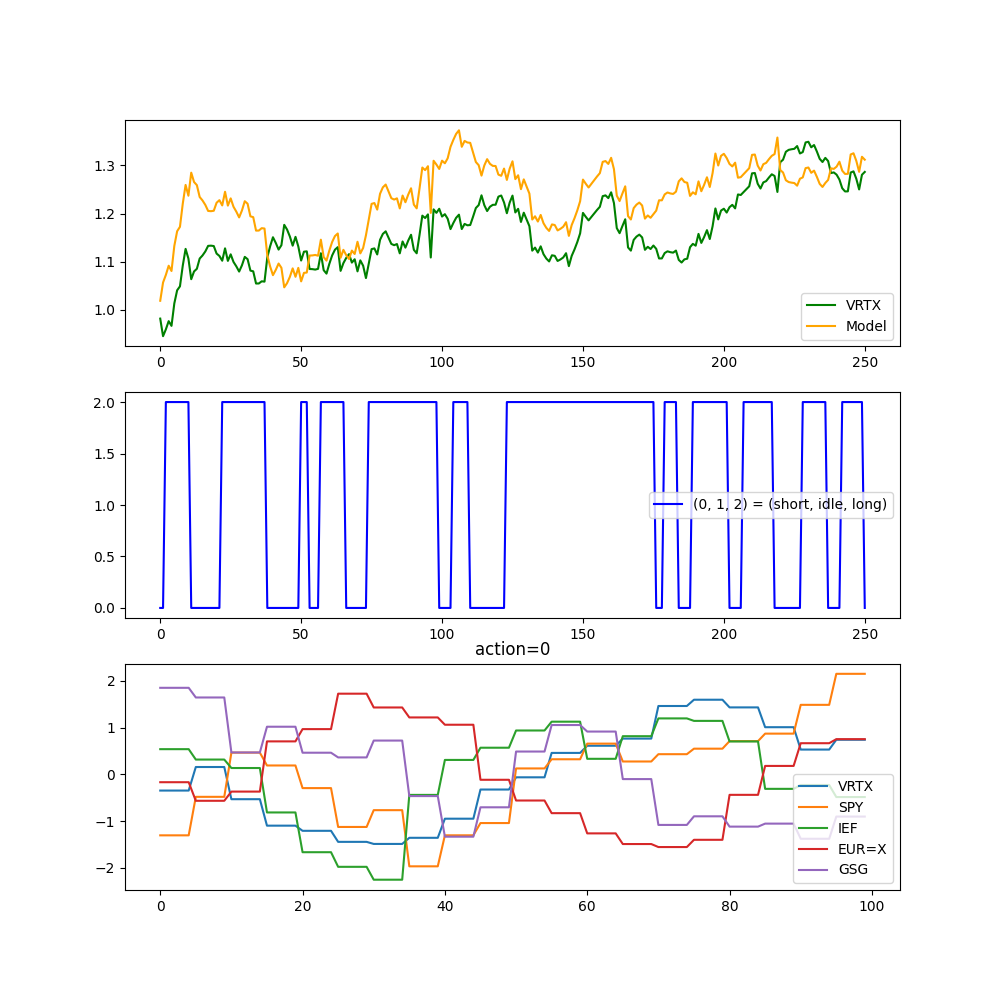 1.3
1.2
1.1
1.0
VRTX
Model
0 50 100 150 200 250
2.0
1.5
1.0
0.5
0.0
(0, 1, 2) = (short, idle, long)
0 50 100 150 200 250
action=0
2
1
0
−1
−2
VRTX
SPY
IEF
EUR=X
GSG
0 20 40 60 80 100